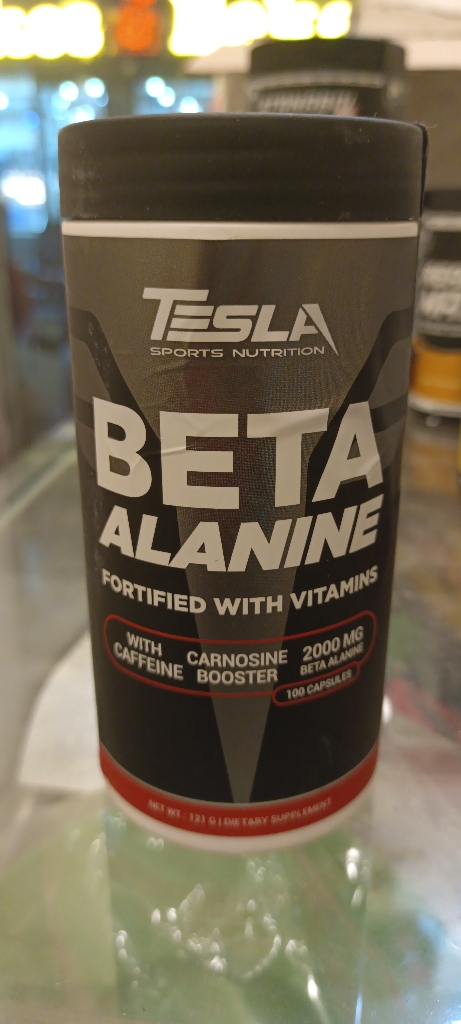 TESLA
SPORTS NUTRITION
BETA
ALANINE
FORTIFIED WITH VITAMINS
WITH
CAFFEINE
CARNOSINE
BOOSTER
2000 MG
BETA ALANINE
100 CAPSULES
NET WT.: 121 G | DIETARY SUPPLEMENT